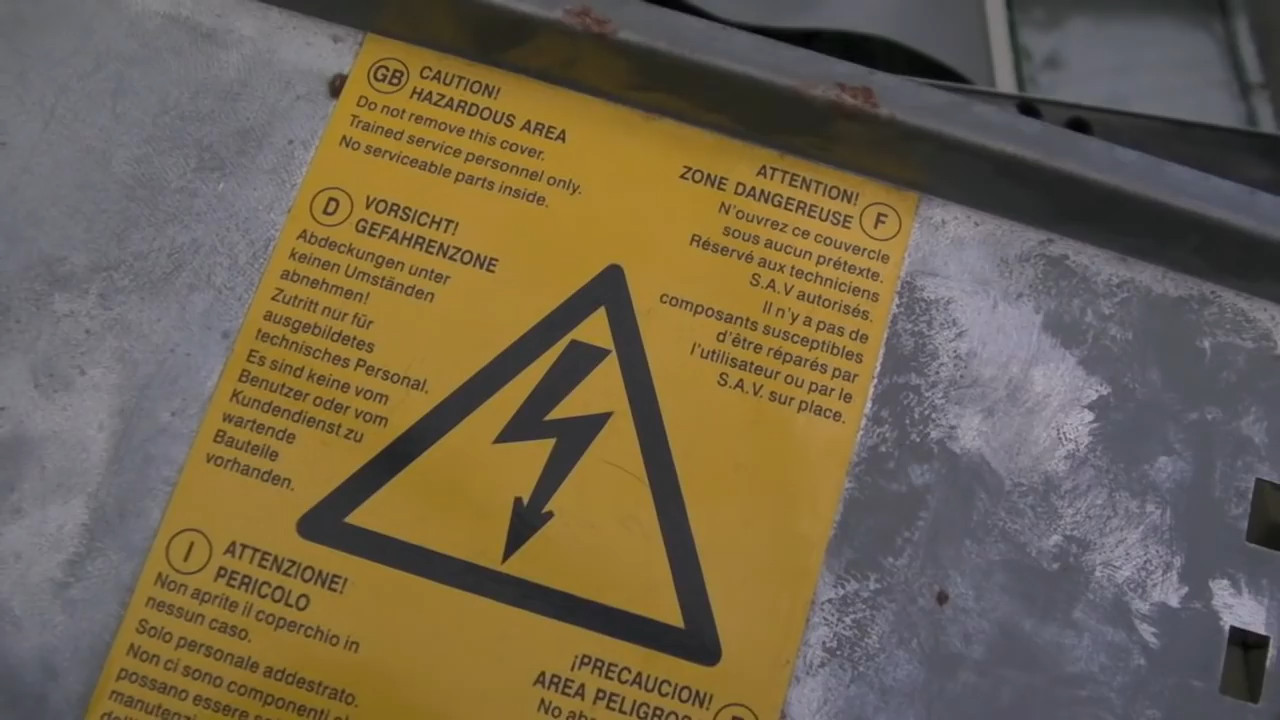 GB CAUTION!
HAZARDOUS AREA
Do not remove this cover.
Trained service personnel only.
No serviceable parts inside.
D VORSICHT!
GEFAHRENZONE
Abdeckungen unter
keinen Umständen
abnehmen!
Zutritt nur für
ausgebildetes
technisches Personal.
Es sind keine vom
Benutzer oder vom
Kundendienst zu
wartende
Bauteile
vorhanden.
ATTENTION!
ZONE DANGEREUSE F
N'ouvrez ce couvercle
sous aucun prétexte.
Réservé aux techniciens
S.A.V autorisés.
Il n'y a pas de
composants susceptibles
d'être réparés par
l'utilisateur ou par le
S.A.V. sur place.
I ATTENZIONE!
PERICOLO
Non aprite il coperchio in
nessun caso.
Solo personale addestrato.
Non ci sono componenti
possano essere
¡PRECAUCION!
AREA
No